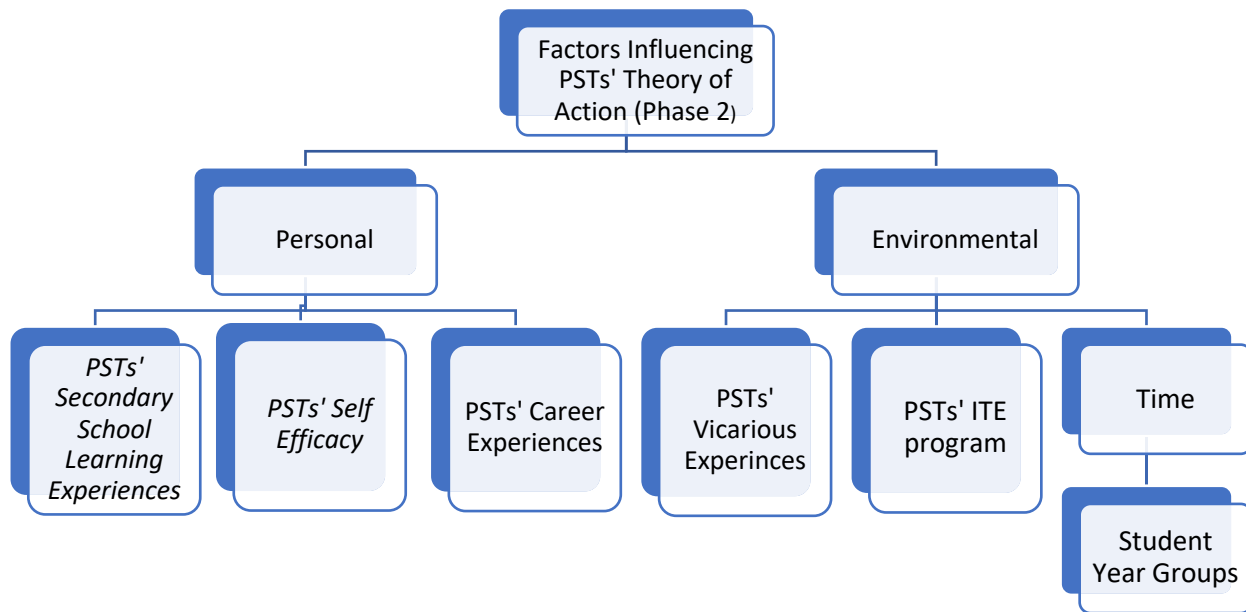 Factors Influencing
PSTs' Theory of
Action (Phase 2)
Personal
Environmental
PSTs'
Secondary
School
Learning
Experiences
PSTs' Self
Efficacy
PSTs' Career
Experiences
PSTs'
Vicarious
Experinces
PSTs' ITE
program
Time
Student
Year Groups